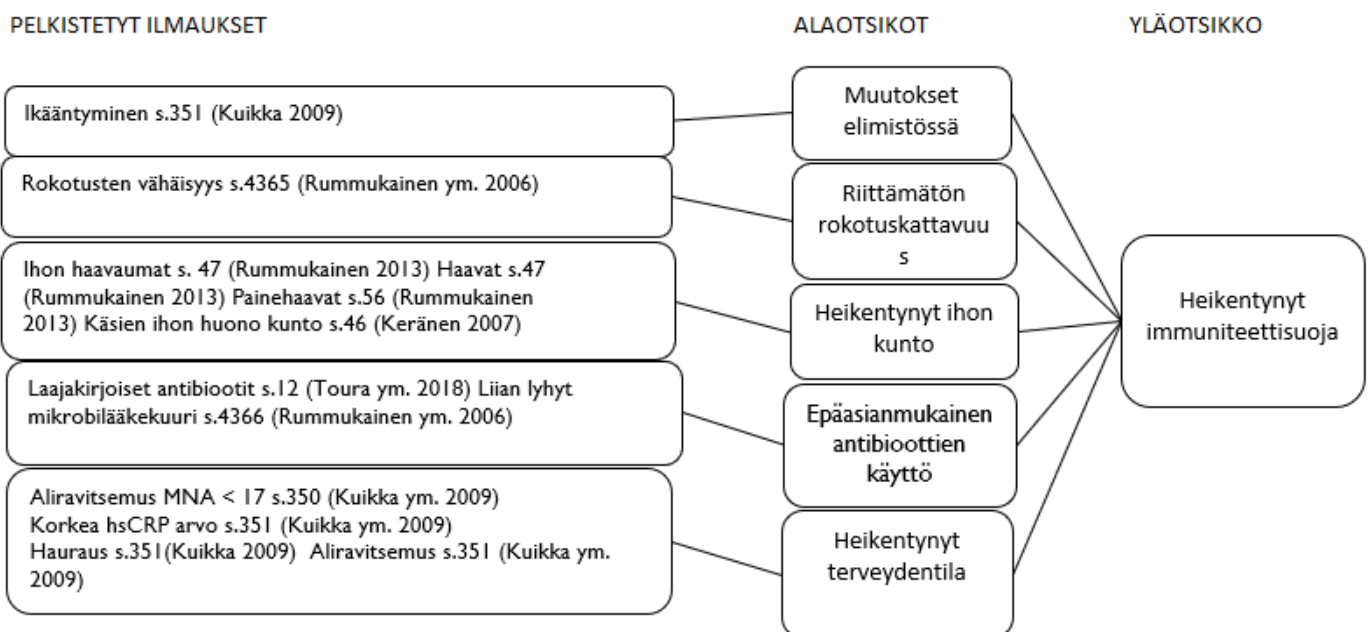 PELKISTETYT ILMAUKSET
ALAOTSIKOT
YLÄOTSIKKO
Ikääntyminen s.351 (Kuikka 2009)
Muutokset
elimistössä
Rokotusten vähäisyys s.4365 (Rummukainen ym. 2006)
Riittämätön
rokotuskattavuu
s
Ihon haavaumat s. 47 (Rummukainen 2013) Haavat s.47
(Rummukainen 2013) Painehaavat s.56 (Rummukainen
2013) Käsien ihon huono kunto s.46 (Keränen 2007)
Heikentynyt ihon
kunto
Laajakirjoiset antibiootit s.12 (Toura ym. 2018) Liian lyhyt
mikrobilääkekuuri s.4366 (Rummukainen ym. 2006)
Epäasianmukainen
antibioottien
käyttö
Aliravitsemus MNA < 17 s.350 (Kuikka ym. 2009)
Korkea hsCRP arvo s.351 (Kuikka ym. 2009)
Hauraus s.351(Kuikka 2009) Aliravitsemus s.351 (Kuikka ym.
2009)
Heikentynyt
terveydentila
Heikentynyt
immuniteettisuoja